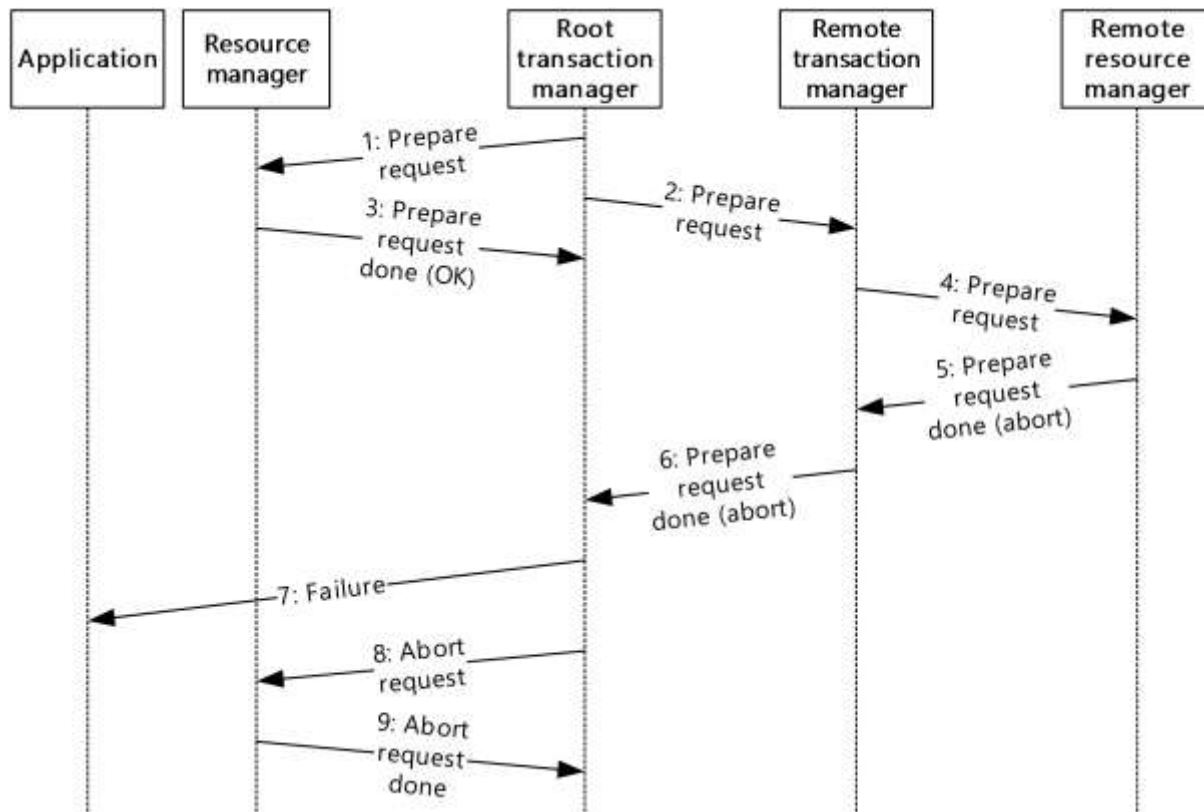 Application
Resource
manager
Root
transaction
manager
Remote
transaction
manager
Remote
resource
manager
1: Prepare
request
2: Prepare
request
3: Prepare
request
done (OK)
4: Prepare
request
5: Prepare
request
done (abort)
6: Prepare
request
done (abort)
7: Failure
8: Abort
request
9: Abort
request
done